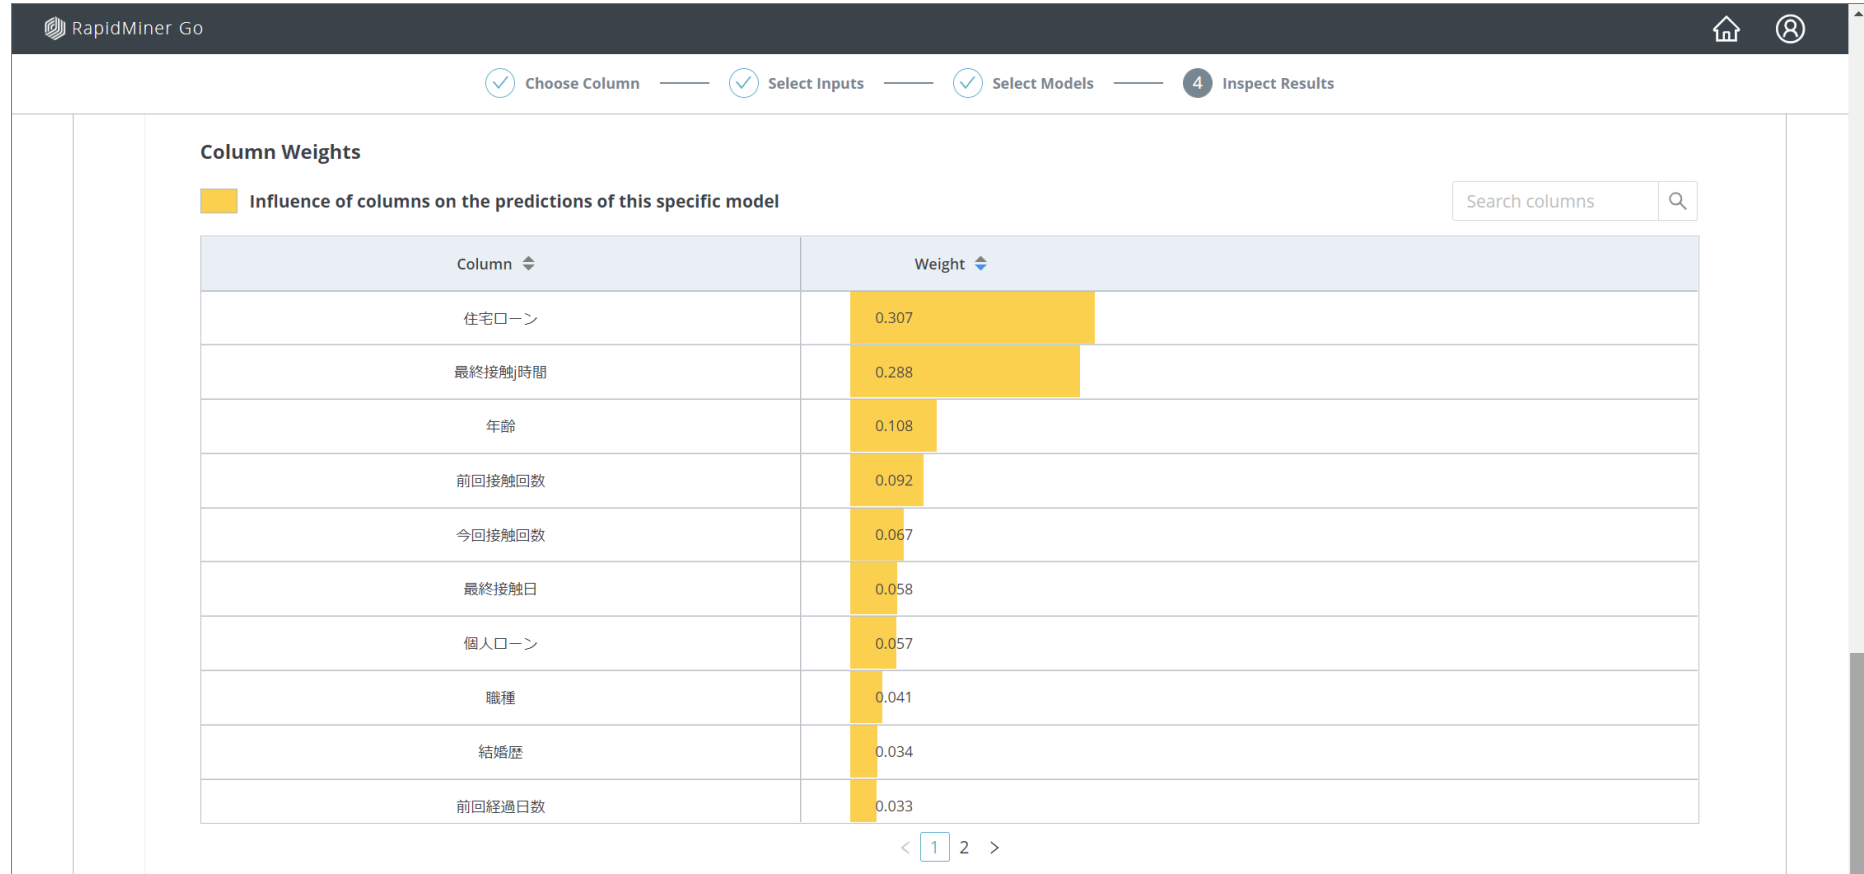 RapidMiner Go
Choose Column
Select Inputs
Select Models
4 Inspect Results
Column Weights
Influence of columns on the predictions of this specific model
Search columns
Column Weight
住宅ローン 0.307
最終接触j時間 0.288
年齢 0.108
前回接触回数 0.092
今回接触回数 0.067
最終接触日 0.058
個人ローン 0.057
職種 0.041
結婚歴 0.034
前回経過日数 0.033
< 1 2 >